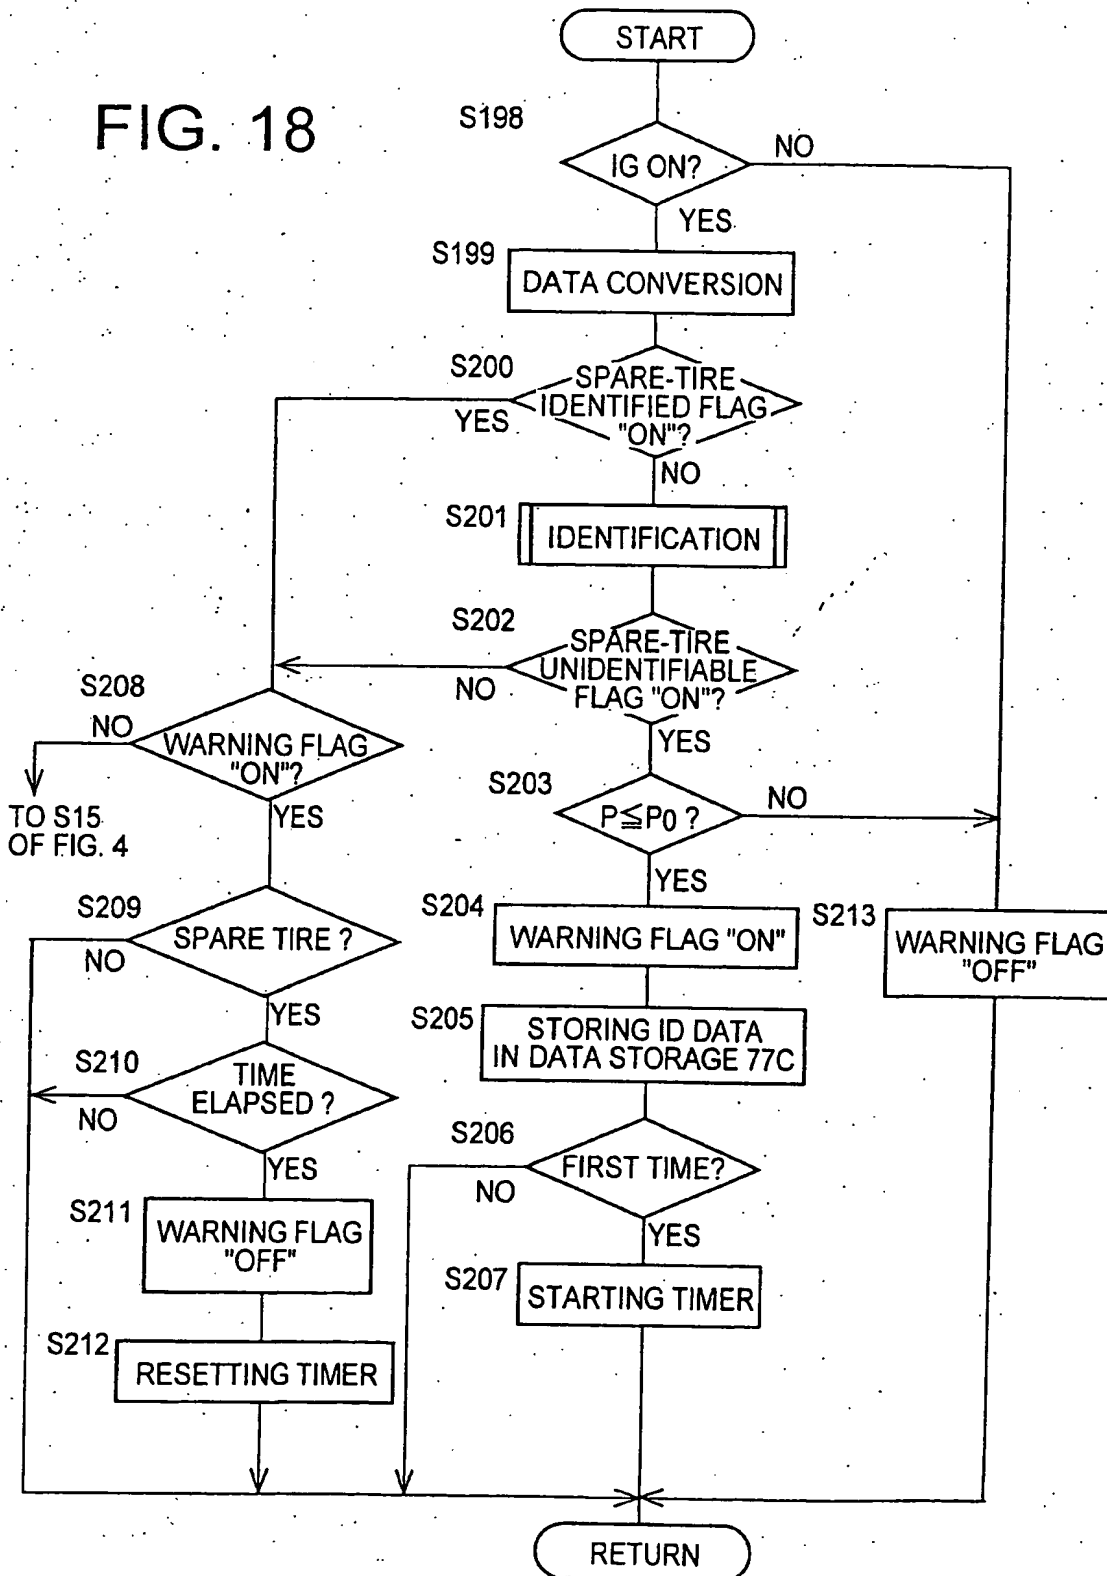 START
FIG. 18
S198
IG ON?
NO
YES
S199
DATA CONVERSION
S200
SPARE-TIRE
IDENTIFIED FLAG
"ON"?
YES
NO
S201
IDENTIFICATION
S202
SPARE-TIRE
UNIDENTIFIABLE
FLAG "ON"?
NO
YES
S208
NO
WARNING FLAG
"ON"?
YES
TO S15
OF FIG. 4
S203
P≦P0 ?
NO
YES
S209
SPARE TIRE ?
NO
YES
S204
WARNING FLAG "ON"
S213
WARNING FLAG
"OFF"
S205
STORING ID DATA
IN DATA STORAGE 77C
S210
TIME
ELAPSED ?
NO
YES
S206
FIRST TIME?
NO
YES
S211
WARNING FLAG
"OFF"
S207
STARTING TIMER
S212
RESETTING TIMER
RETURN